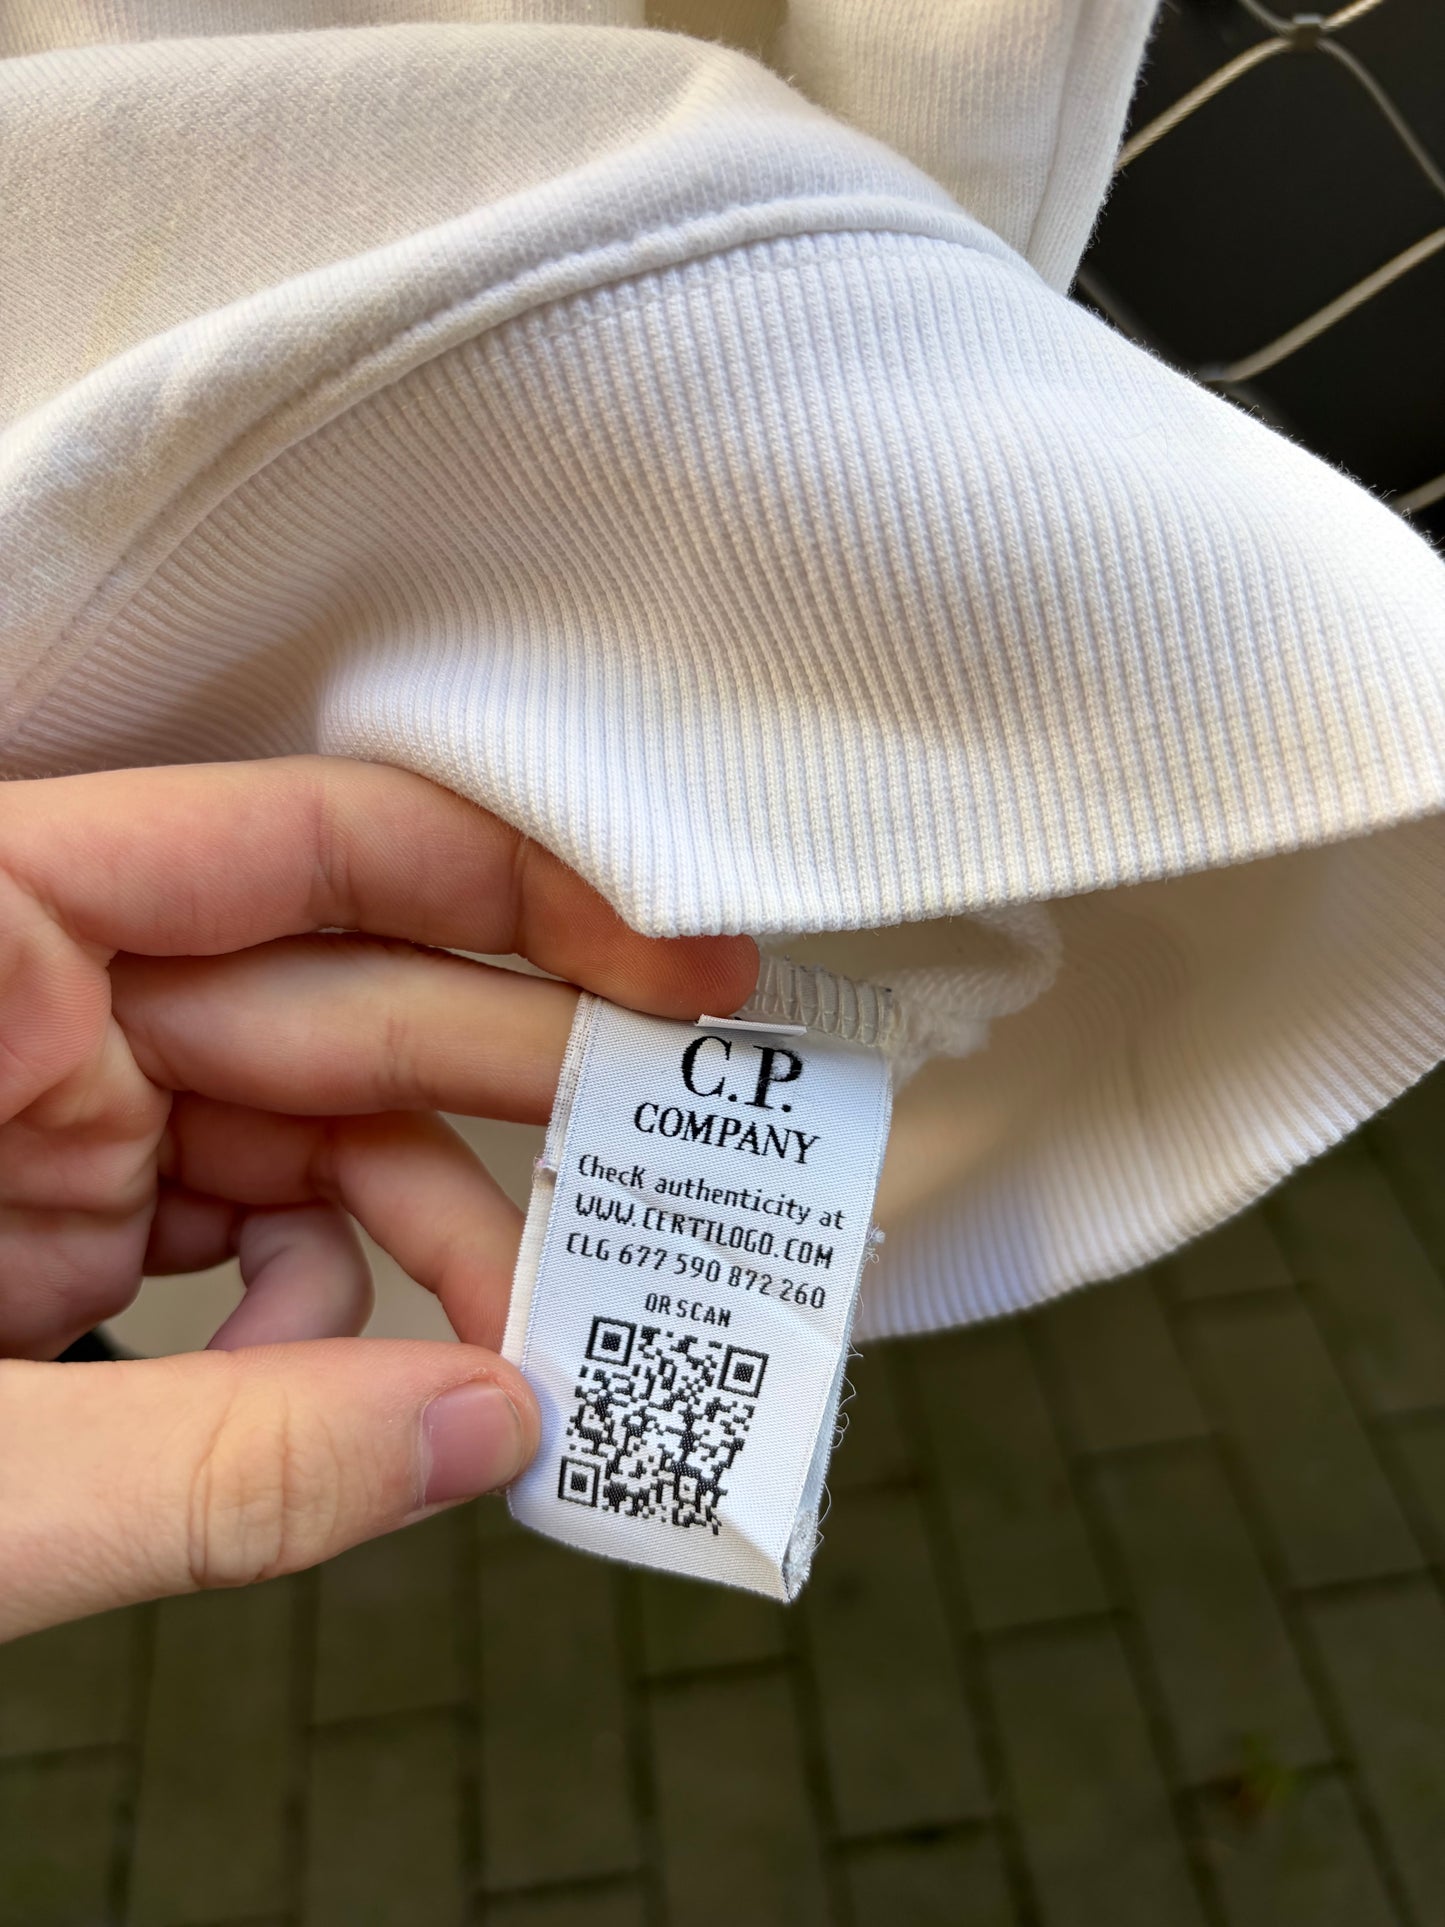 C.P.
COMPANY
Check authenticity at
WWW.CERTILOGO.COM
CLG 677 590 872 260
OR SCAN